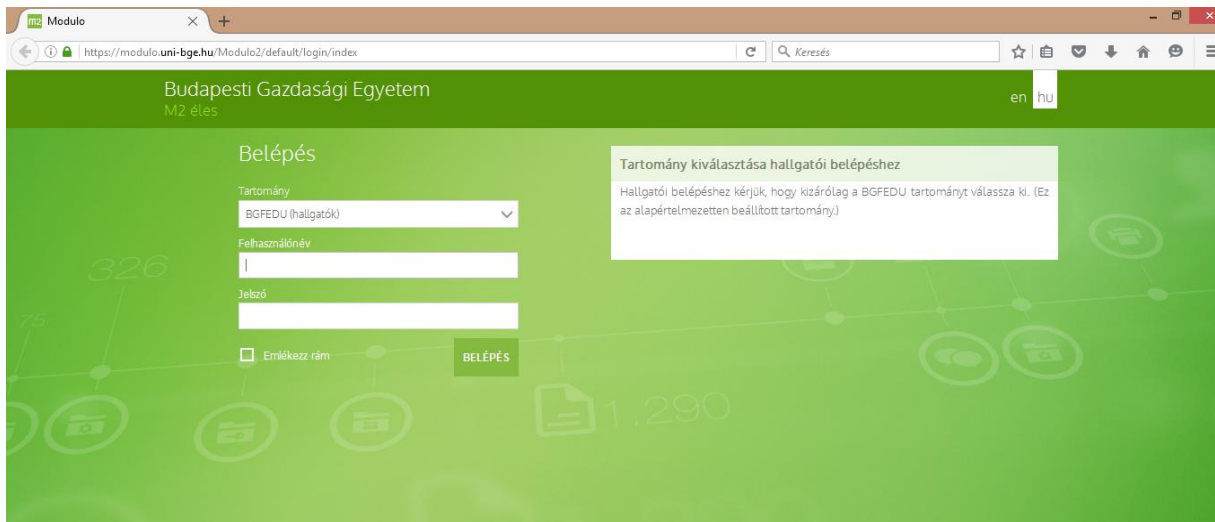 m2 Modulo
https://modulo.uni-bge.hu/Modulo2/default/login/index
Keresés
Budapesti Gazdasági Egyetem
M2 éles
en hu
Belépés
Tartomány
BGFEDU (hallgatók)
Felhasználónév
Jelszó
Emlékezz rám
BELÉPÉS
Tartomány kiválasztása hallgatói belépéshez
Hallgatói belépéshez kérjük, hogy kizárólag a BGFEDU tartományt válassza ki. (Ez
az alapértelmezetten beállított tartomány.)
326
75
1.290